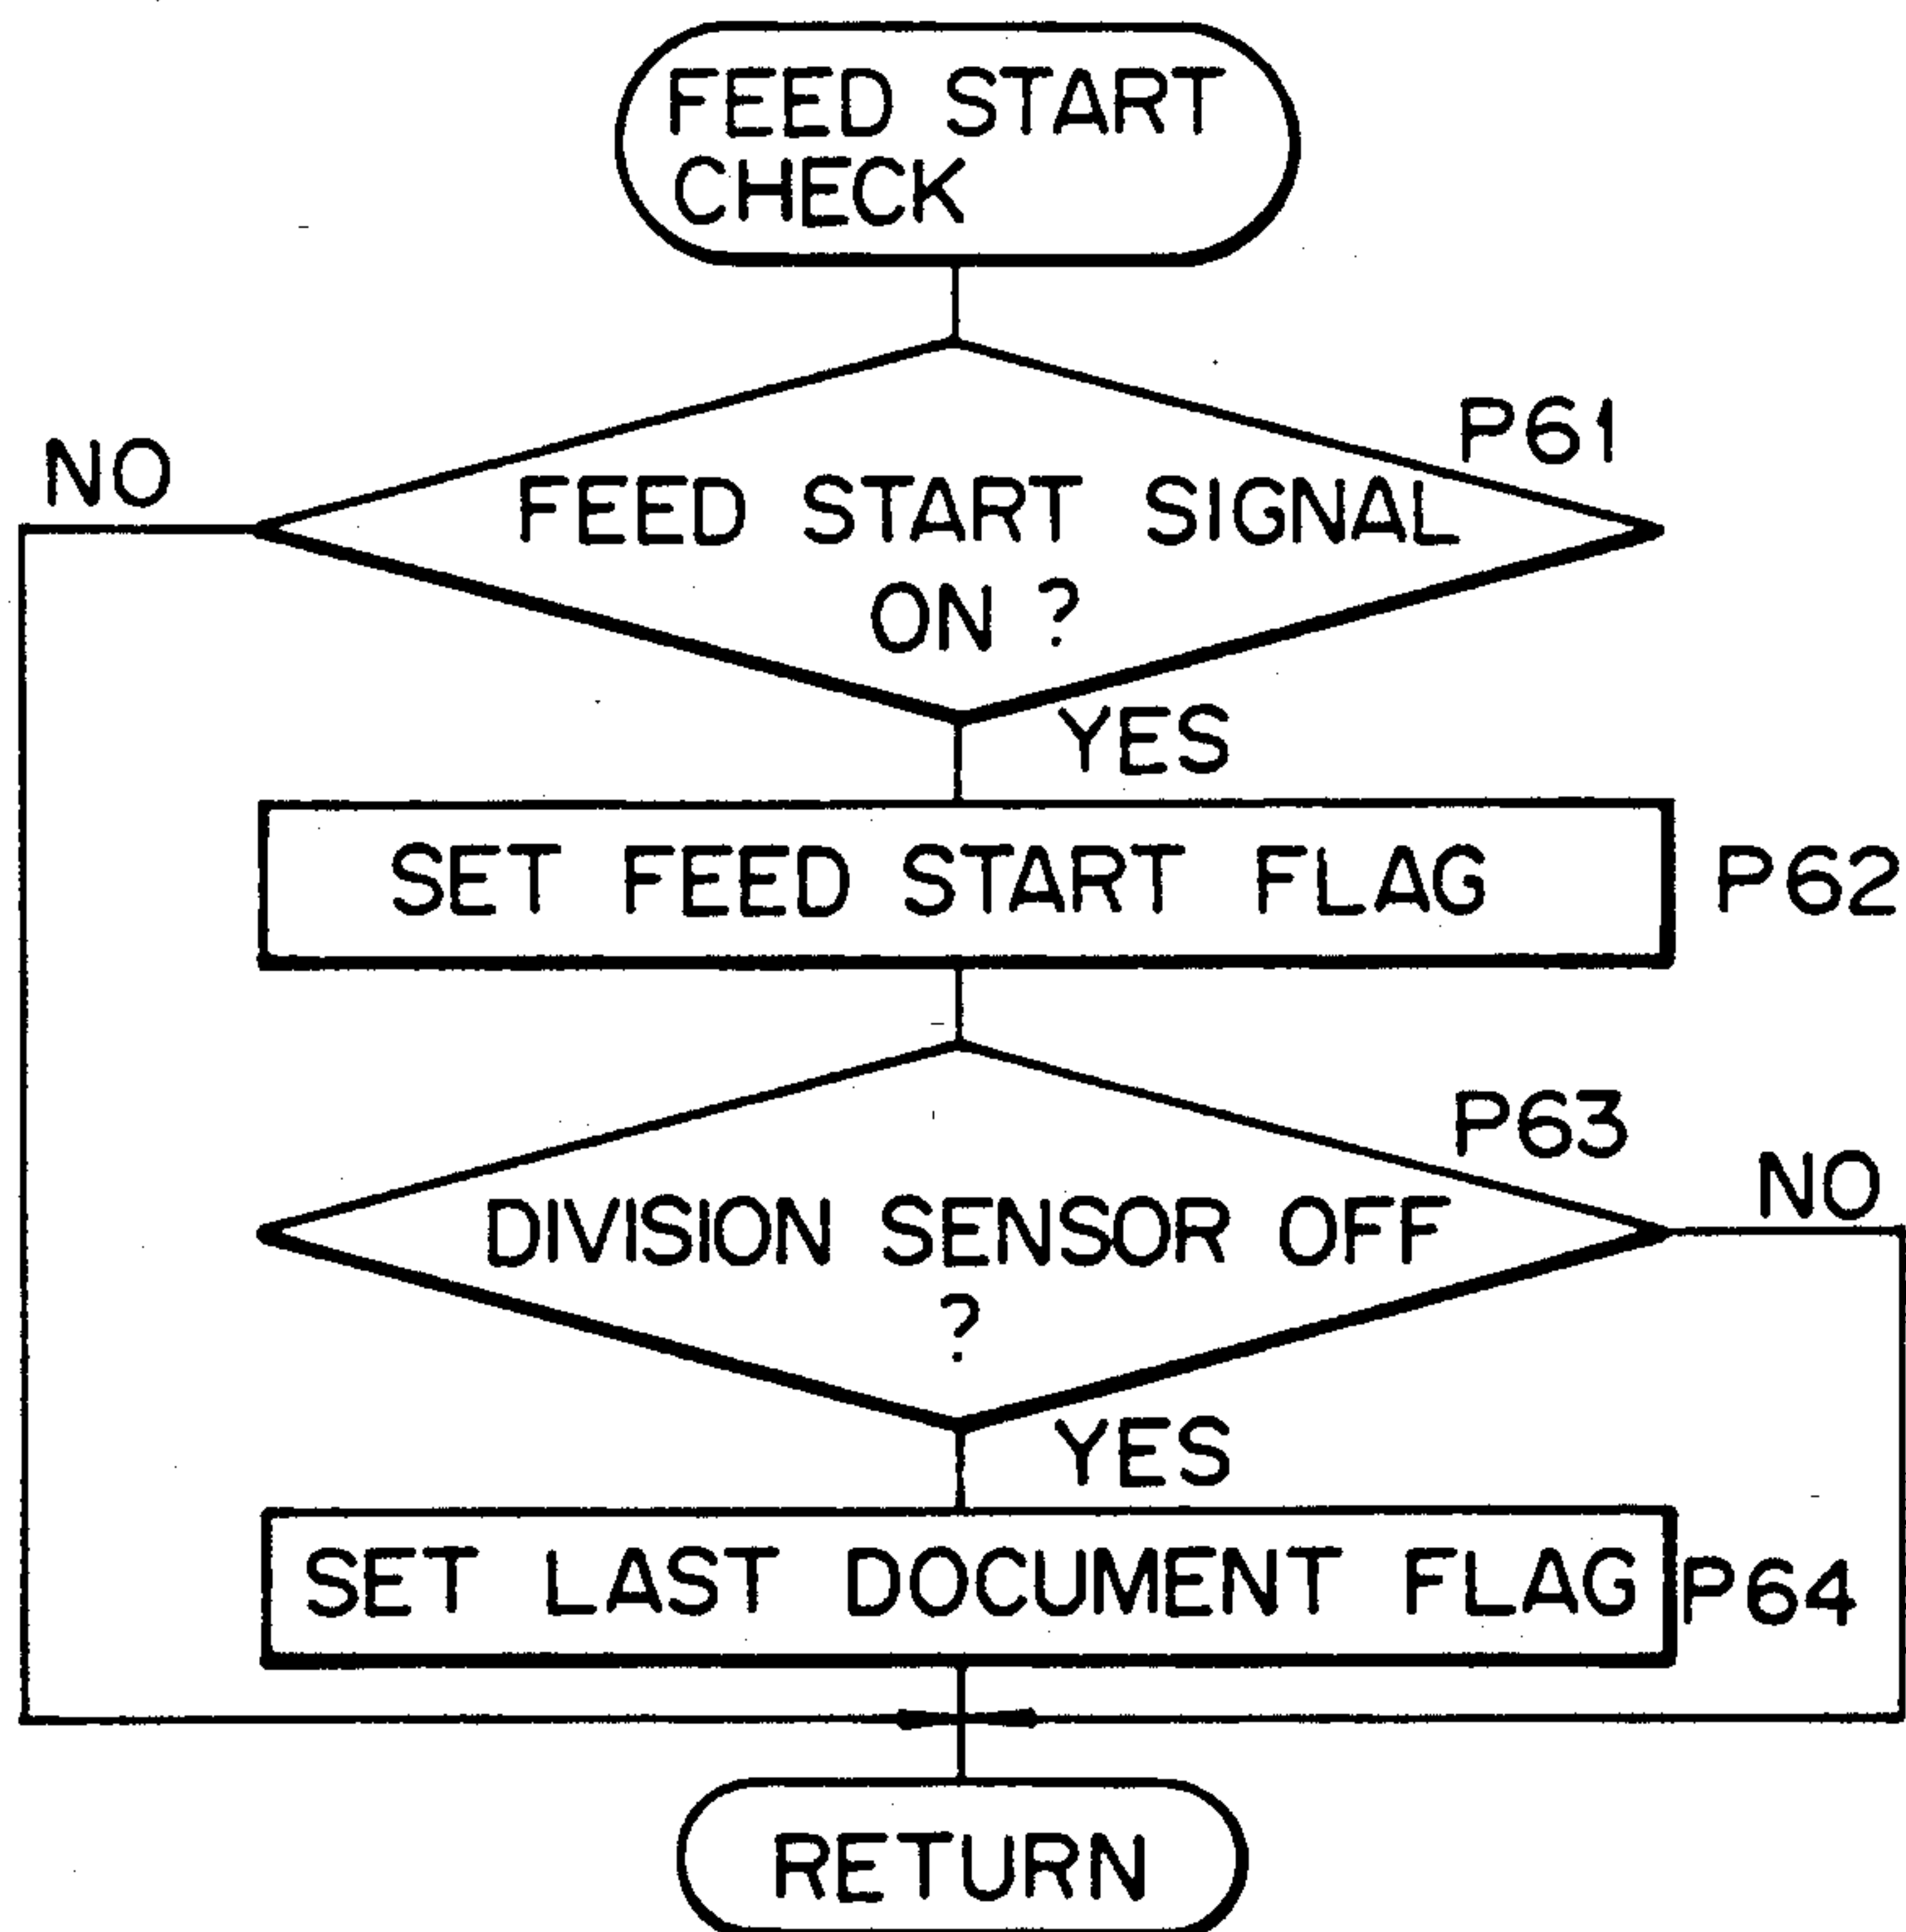 FEED START
CHECK
P61
NO
FEED START SIGNAL
ON ?
YES
SET FEED START FLAG
P62
P63
NO
DIVISION SENSOR OFF
?
YES
SET LAST DOCUMENT FLAG
P64
RETURN